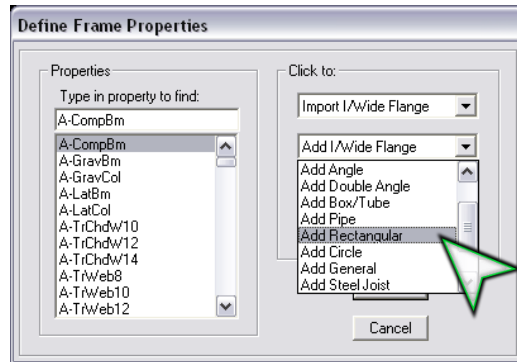 Define Frame Properties
Properties
Type in property to find:
A-CompBm
A-CompBm
A-GravBm
A-GravCol
A-LatBm
A-LatCol
A-TrChdW10
A-TrChdW12
A-TrChdW14
A-TrWeb8
A-TrWeb10
A-TrWeb12
Click to:
Import I/Wide Flange
Add I/Wide Flange
Add Angle
Add Double Angle
Add Box/Tube
Add Pipe
Add Rectangular
Add Circle
Add General
Add Steel Joist
Cancel